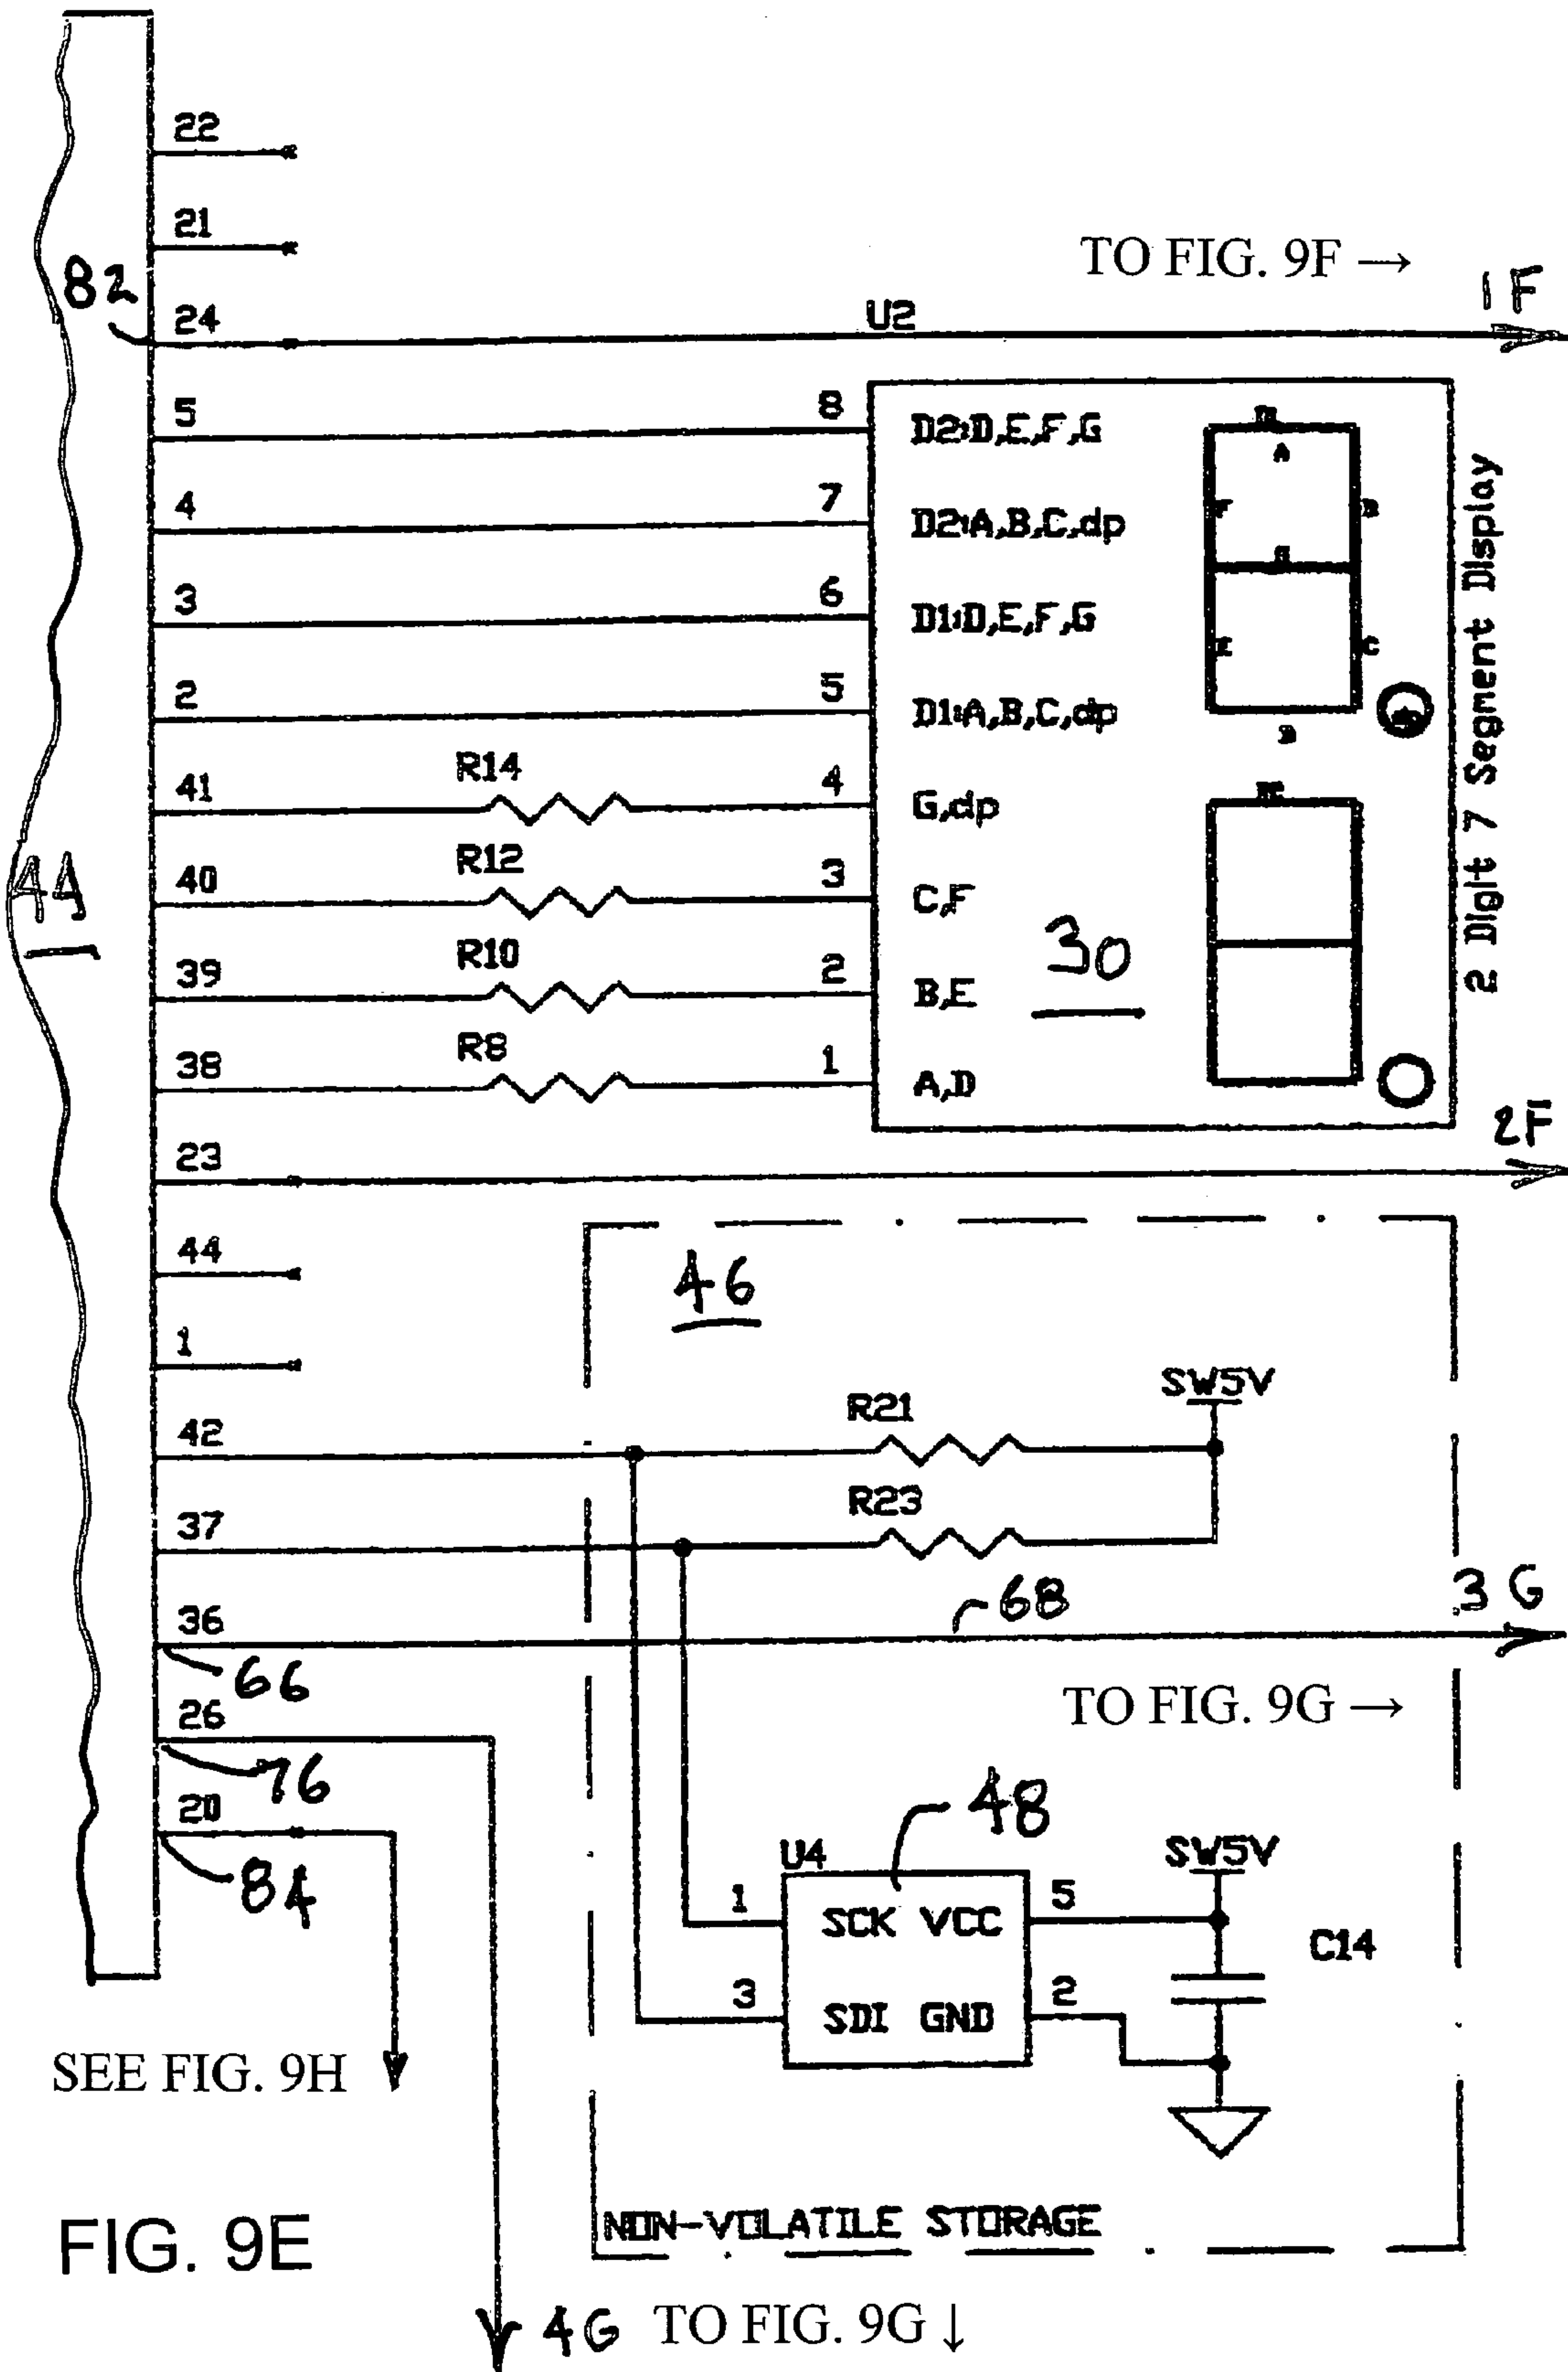 22
21
TO FIG. 9F →
1F
82
24
U2
5
8
D2:D,E,F,G
A
4
7
D2:A,B,C,dp
F
B
3
6
D1:D,E,F,G
E
C
2
5
D1:A,B,C,dp
D
2 Digit 7 Segment Display
41
R14
4
G,dp
44
40
R12
3
C,F
30
39
R10
2
B,E
38
R8
1
A,D
23
2F
44
46
1
SW5V
42
R21
37
R23
36
68
3G
66
TO FIG. 9G →
26
76
20
48
84
U4
SW5V
1
SCK VCC
5
C14
3
SDI GND
2
SEE FIG. 9H
NON-VOLATILE STORAGE
FIG. 9E
4G
TO FIG. 9G ↓